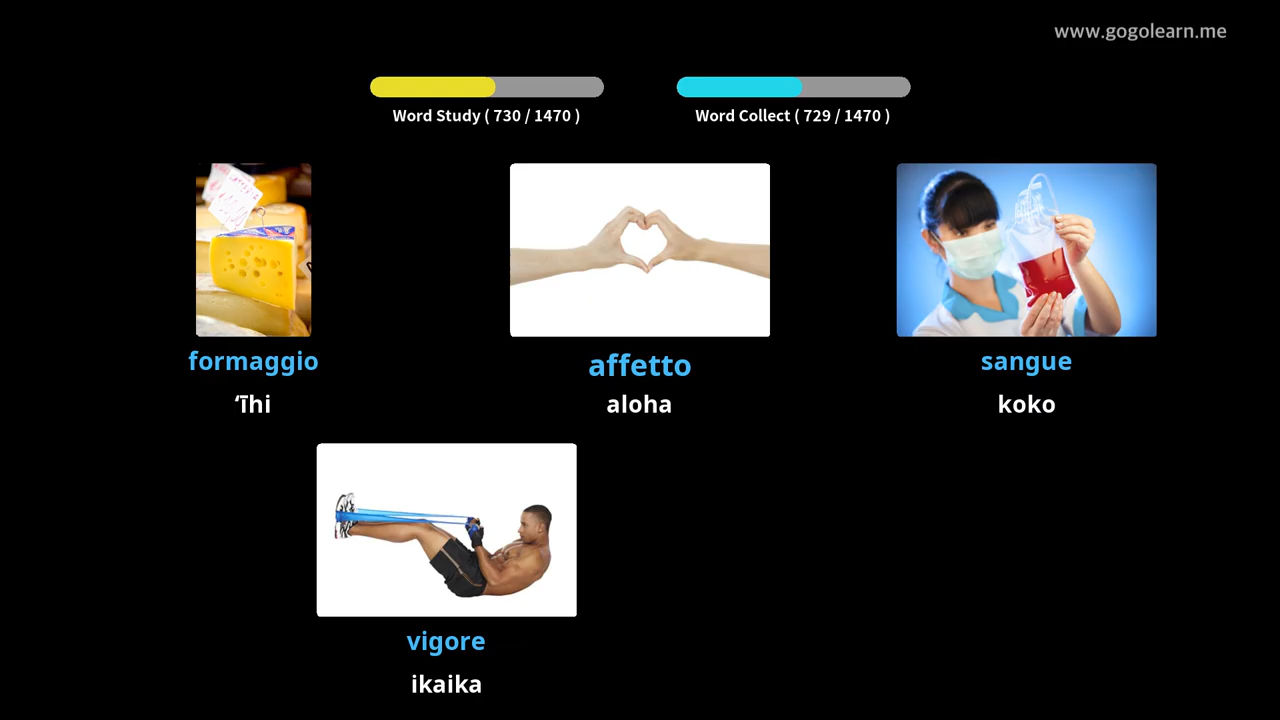 www.gogolearn.me
Word Study ( 730 / 1470 )
Word Collect ( 729 / 1470 )
formaggio
affetto
sangue
ʻĪhi
aloha
koko
vigore
ikaika